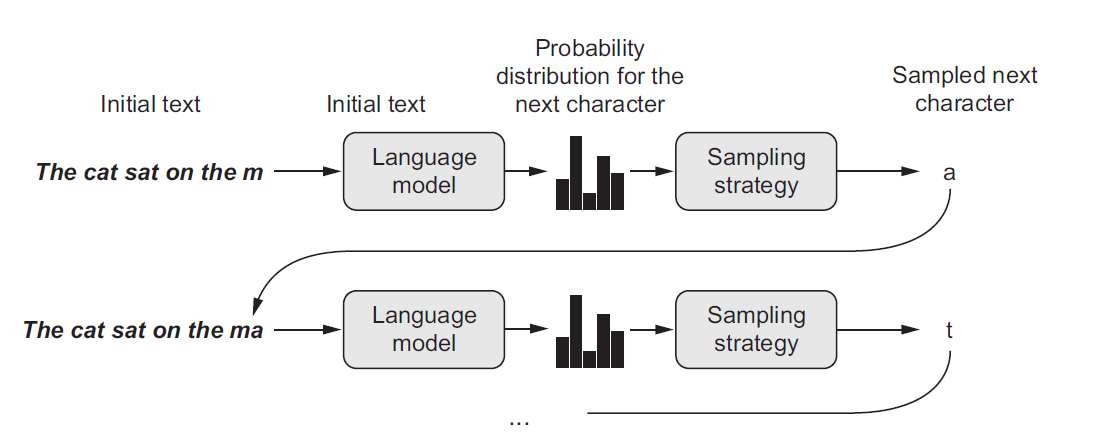 Initial text
Initial text
Probability
distribution for the
next character
Sampled next
character
The cat sat on the m
Language
model
Sampling
strategy
a
The cat sat on the ma
Language
model
Sampling
strategy
t
...